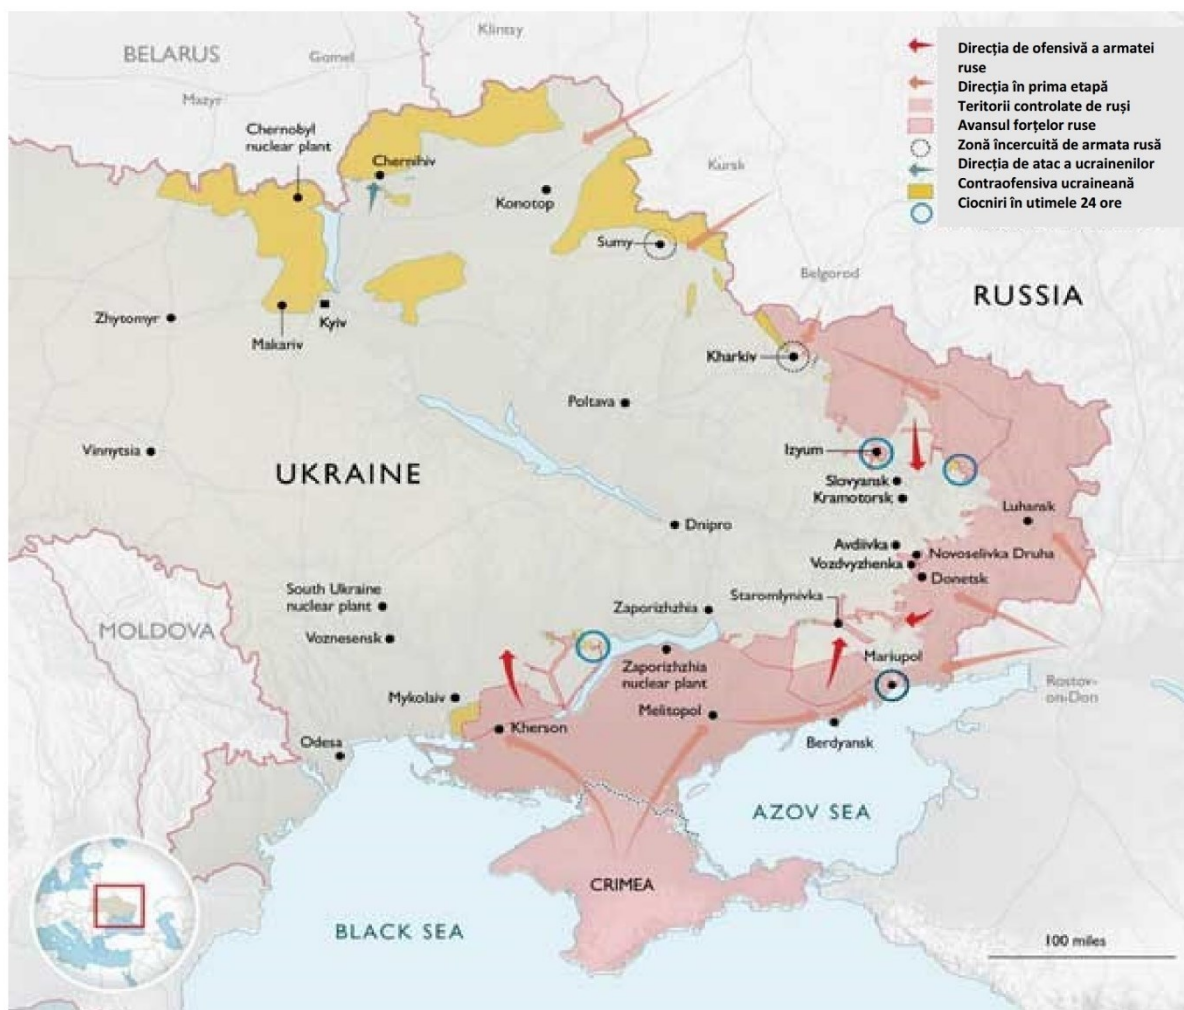 Direcția de ofensivă a armatei
ruse
Direcția în prima etapă
Teritorii controlate de ruși
Avansul forțelor ruse
Zonă încercuită de armata rusă
Direcția de atac a ucrainenilor
Contraofensiva ucraineană
Ciocniri în utimele 24 ore
Klintsy
BELARUS
Gomel
Mazyr
Chernobyl
nuclear plant
Chernihiv
Kursk
Konotop
Sumy
Belgorod
RUSSIA
Zhytomyr
Kyiv
Makariv
Kharkiv
Poltava
Vinnytsia
Izyum
UKRAINE
Slovyansk
Kramotorsk
Luhansk
Dnipro
Avdiivka
Novoselivka Druha
Vozdvyzhenka
Donetsk
South Ukraine
nuclear plant
Zaporizhzhia
Staromlynivka
MOLDOVA
Voznesensk
Mariupol
Zaporizhzhia
nuclear plant
Rostov-
on-Don
Mykolaiv
Melitopol
Kherson
Odesa
Berdyansk
AZOV SEA
CRIMEA
BLACK SEA
100 miles